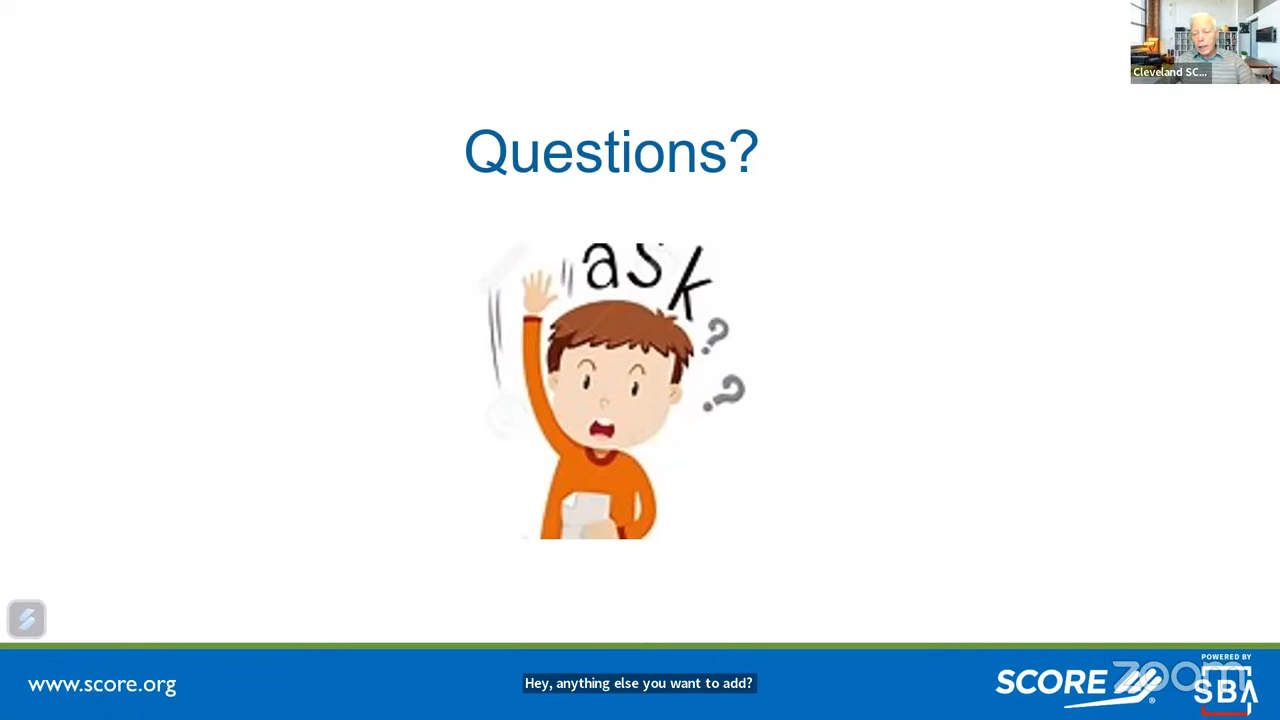 Cleveland SC...
Questions?
ask
?
?
www.score.org
Hey, anything else you want to add?
SCORE
®
zoom
POWERED BY
SBA